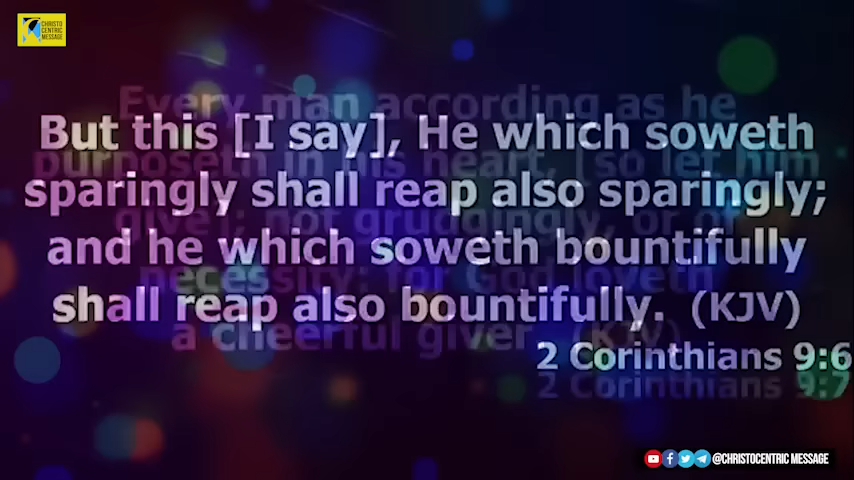 CHRISTO
CENTRIC
MESSAGE
Every man according as he
But this [I say], He which soweth
purposeth in his heart, [so let him
sparingly shall reap also sparingly;
give]; not grudgingly, or of
and he which soweth bountifully
necessity: for God loveth
shall reap also bountifully. (KJV)
a cheerful giver. (KJV)
2 Corinthians 9:6
2 Corinthians 9:7
@CHRISTOCENTRIC MESSAGE